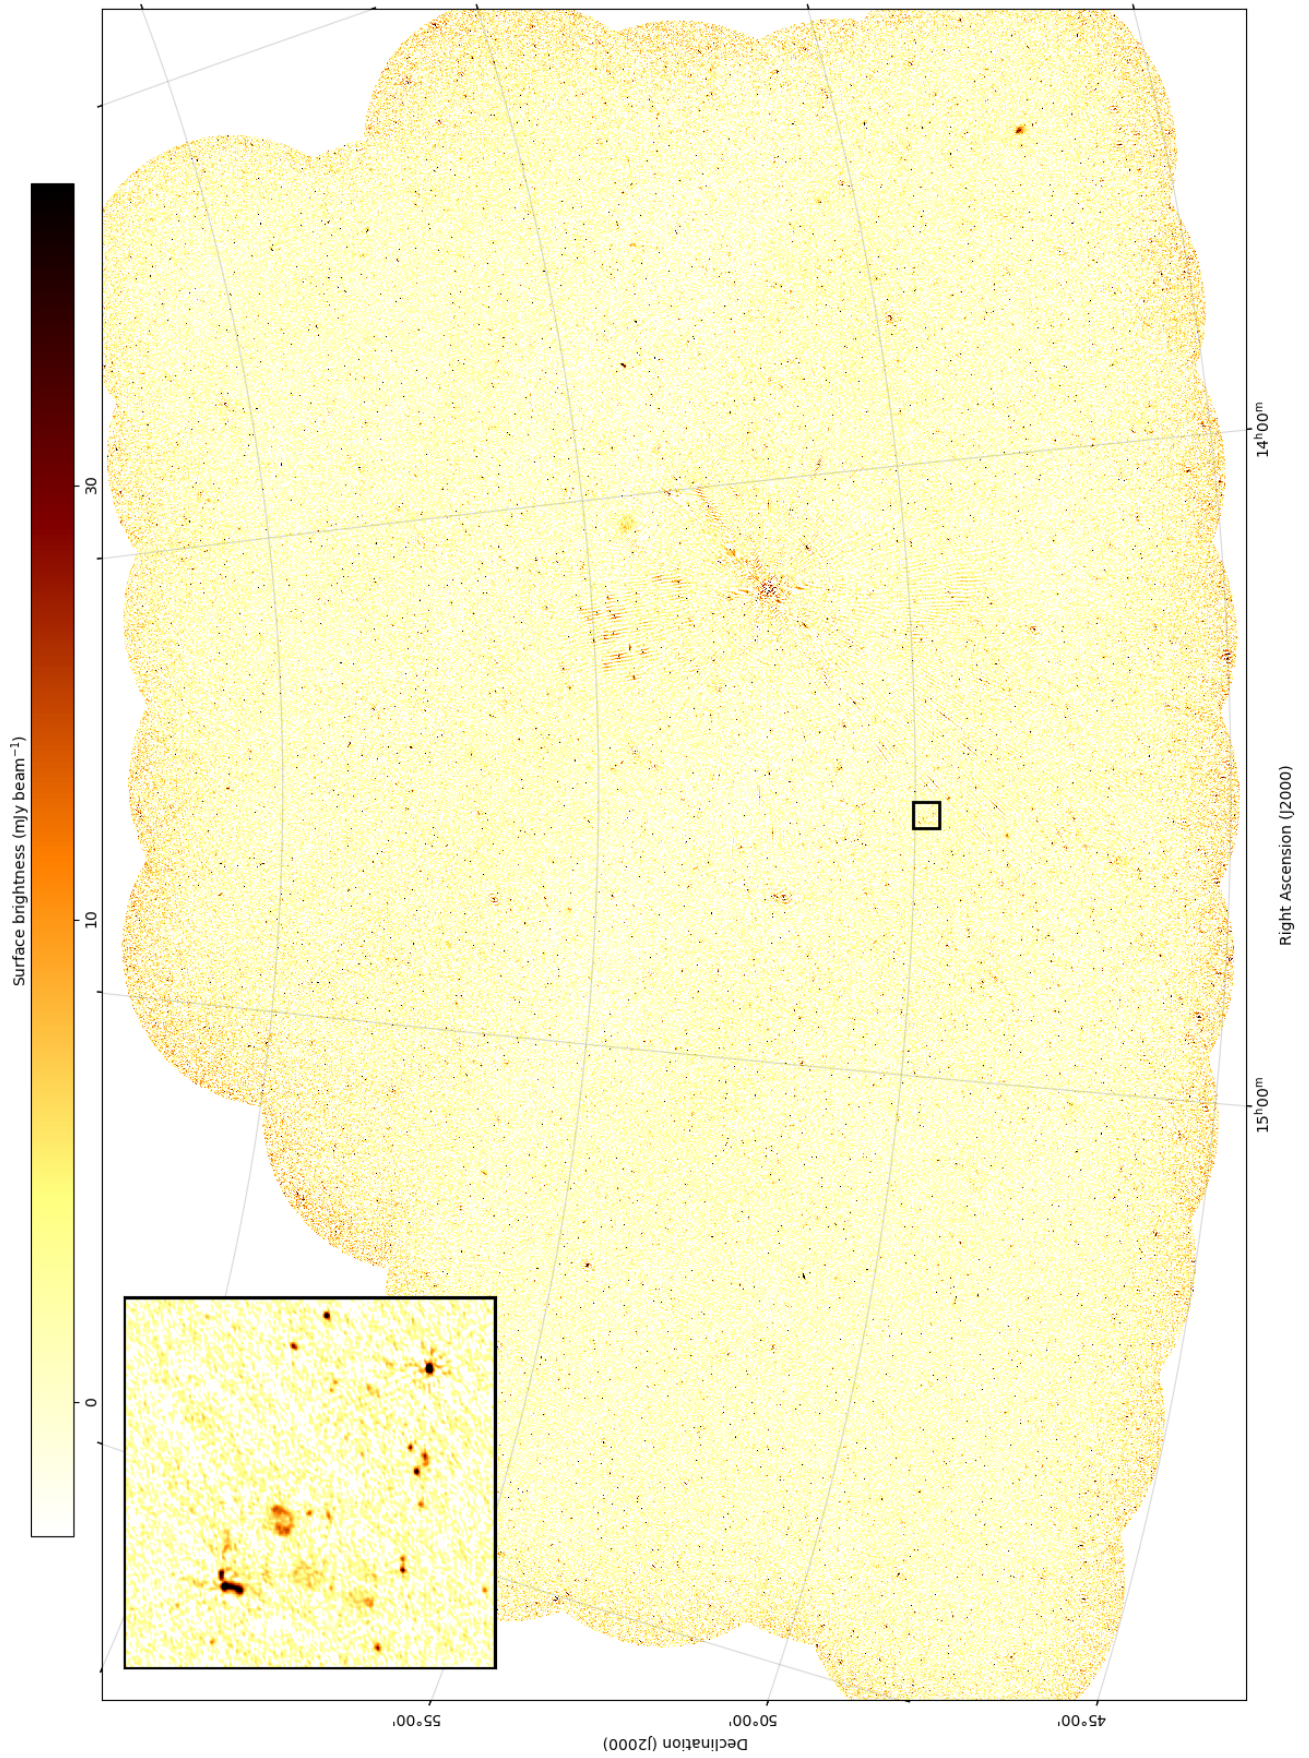 Surface brightness (mJy beam⁻¹)
0
10
30
14ʰ00ᵐ
15ʰ00ᵐ
Right Ascension (J2000)
55°00'
50°00'
45°00'
Declination (J2000)